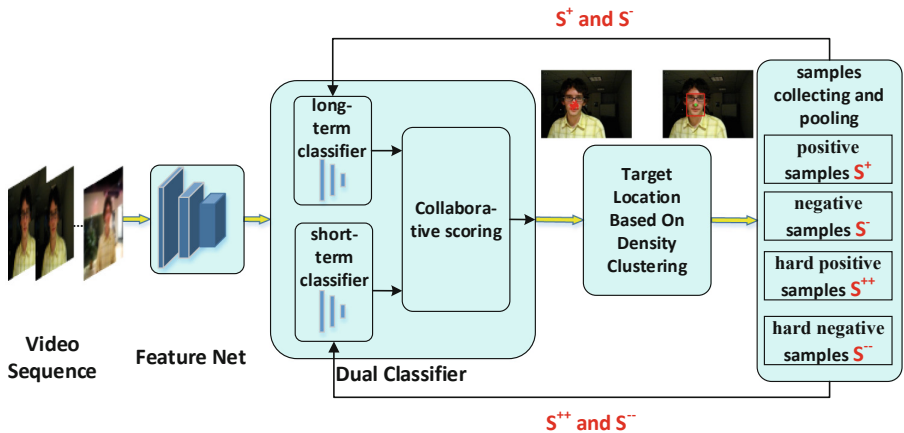 S⁺ and S⁻
Video
Sequence
Feature Net
long-
term
classifier
short-
term
classifier
Collabora-
tive scoring
Dual Classifier
Target
Location
Based On
Density
Clustering
samples
collecting and
pooling
positive
samples S⁺
negative
samples S⁻
hard positive
samples S⁺⁺
hard negative
samples S⁻⁻
S⁺⁺ and S⁻⁻